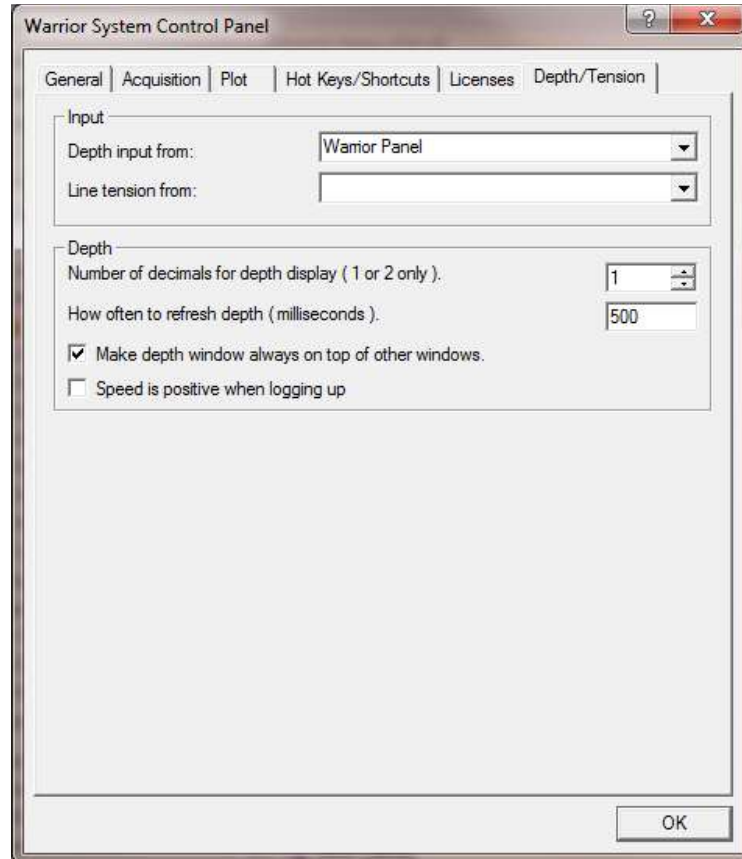 Warrior System Control Panel
?
General
Acquisition
Plot
Hot Keys/Shortcuts
Licenses
Depth/Tension
Input
Depth input from:
Warrior Panel
Line tension from:
Depth
Number of decimals for depth display ( 1 or 2 only ).
1
How often to refresh depth ( milliseconds ).
500
Make depth window always on top of other windows.
Speed is positive when logging up
OK